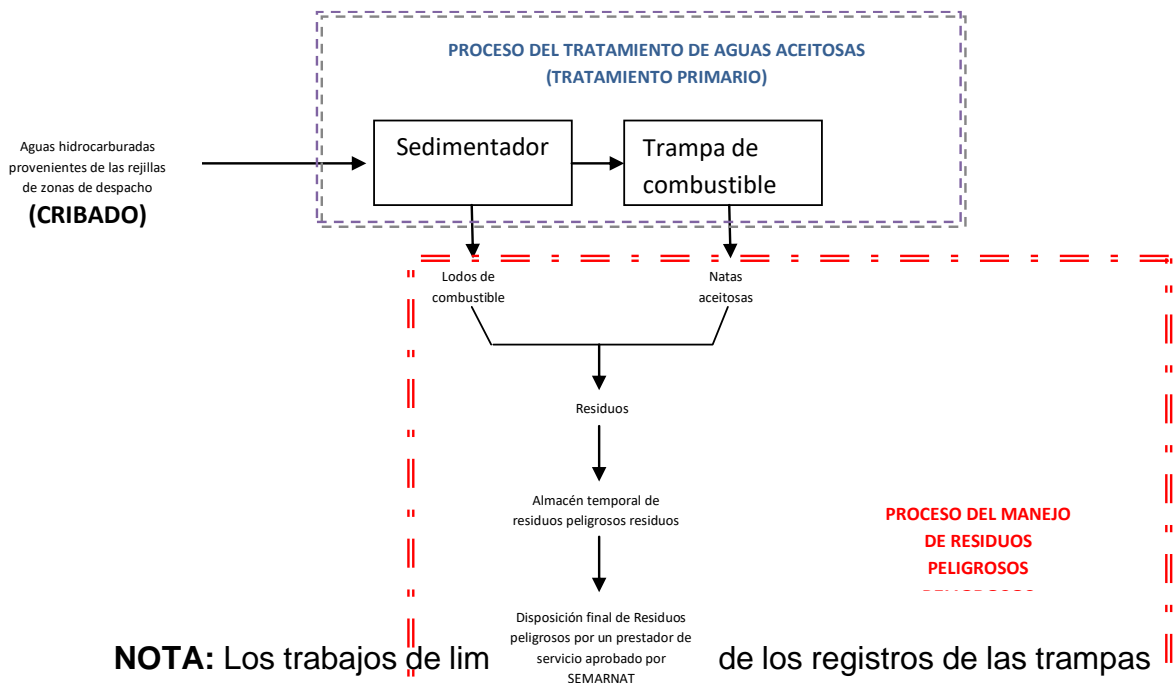 PROCESO DEL TRATAMIENTO DE AGUAS ACEITOSAS
(TRATAMIENTO PRIMARIO)
Aguas hidrocarburadas
provenientes de las rejillas
de zonas de despacho
(CRIBADO)
Sedimentador
Trampa de
combustible
Lodos de
combustible
Natas
aceitosas
Residuos
Almacén temporal de
residuos peligrosos residuos
PROCESO DEL MANEJO
DE RESIDUOS
PELIGROSOS
Disposición final de Residuos
peligrosos por un prestador de
servicio aprobado por
SEMARNAT
NOTA: Los trabajos de lim de los registros de las trampas